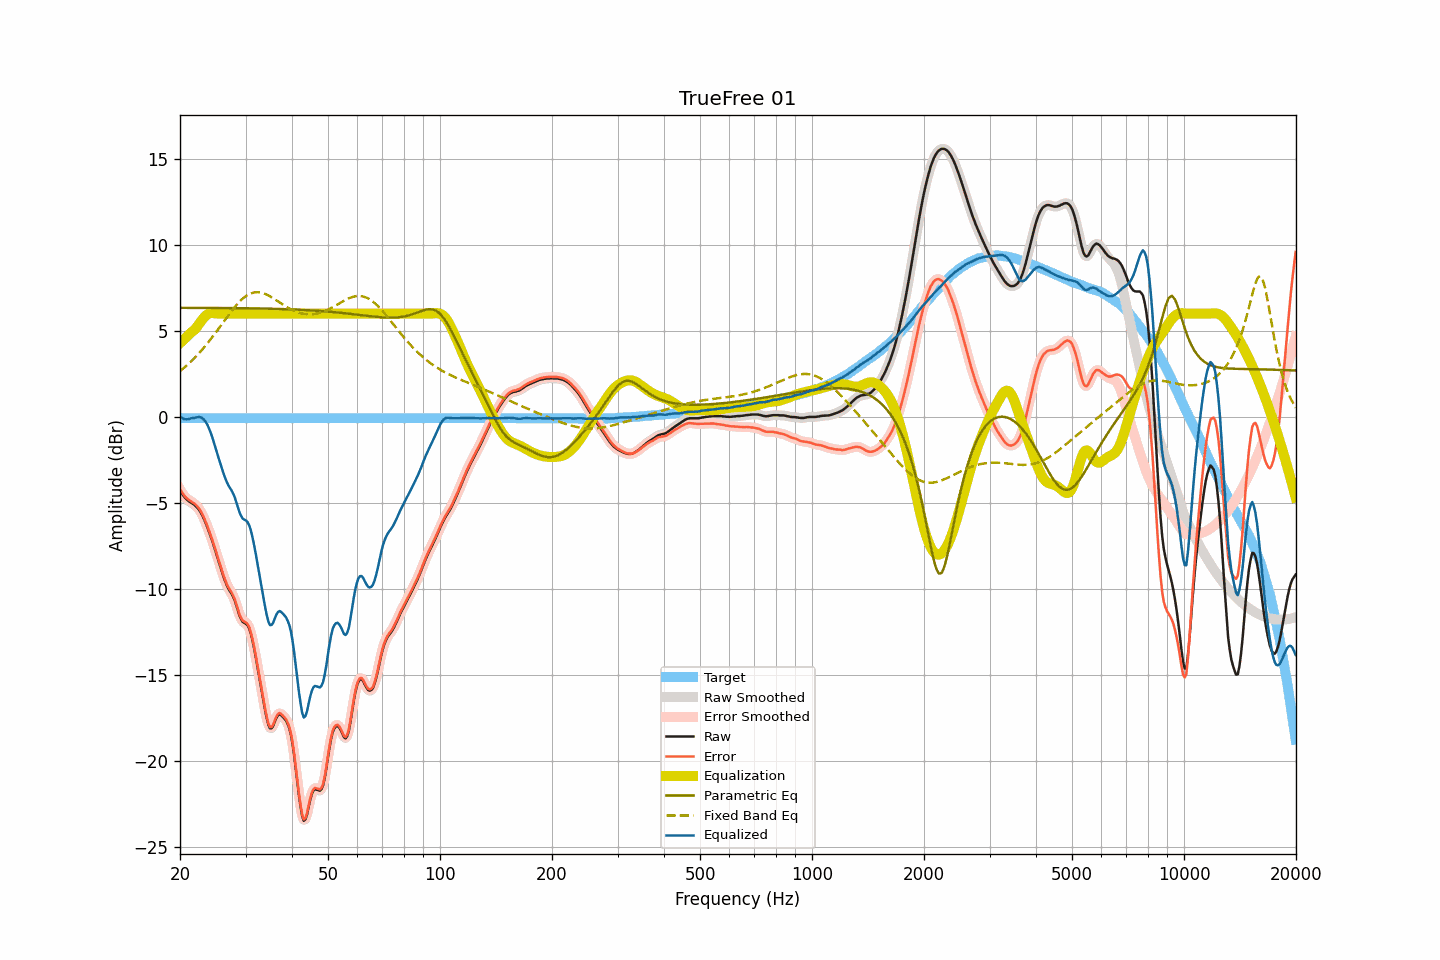 TrueFree 01
Amplitude (dBr)
15
10
5
0
−5
−10
−15
−20
−25
Target
Raw Smoothed
Error Smoothed
Raw
Error
Equalization
Parametric Eq
Fixed Band Eq
Equalized
20 50 100 200 500 1000 2000 5000 10000 20000
Frequency (Hz)